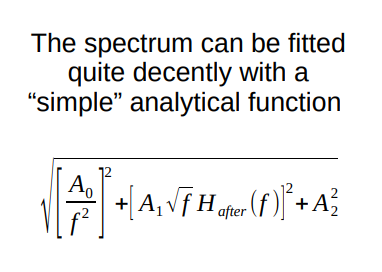 The spectrum can be fitted
quite decently with a
“simple” analytical function
√([A₀/f²]² + [A₁√f H_after(f)]² + A₂²)